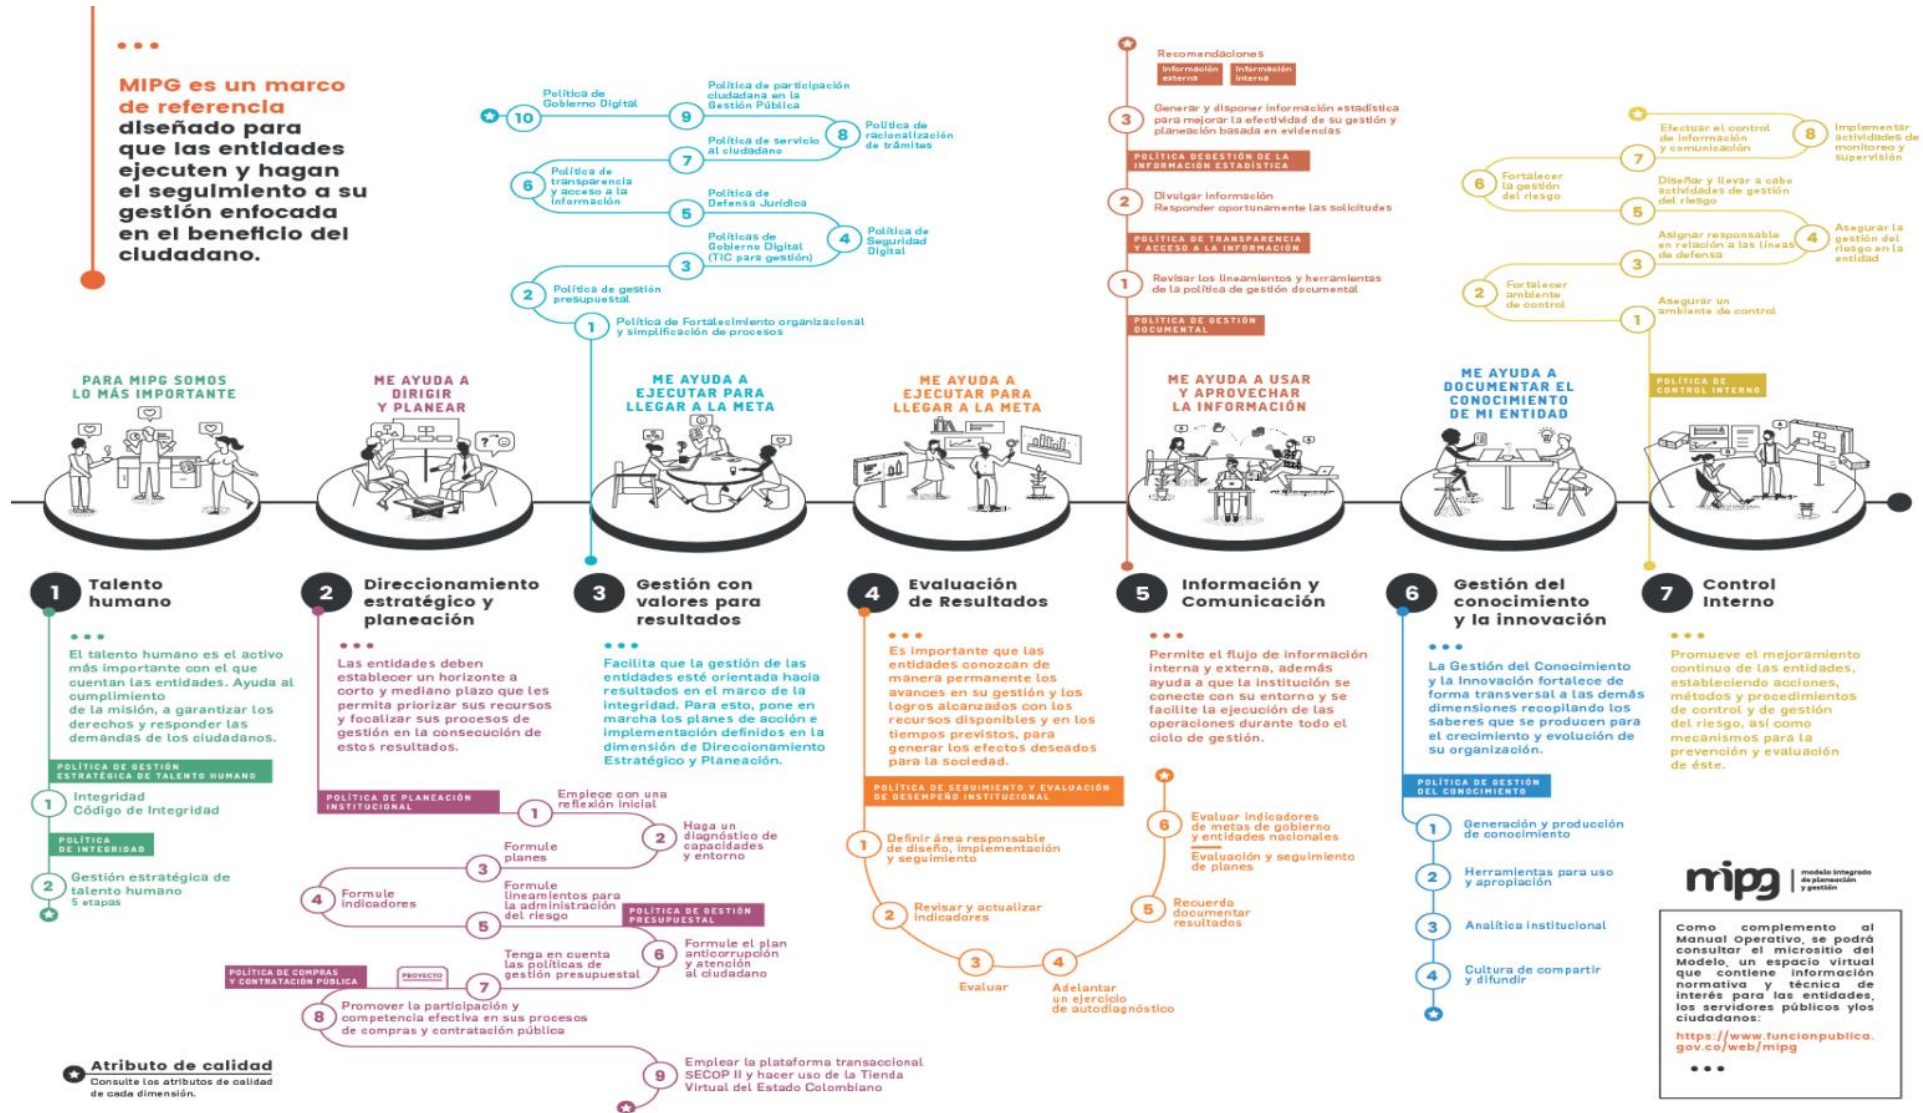 MIPG es un marco
de referencia
diseñado para
que las entidades
ejecuten y hagan
el seguimiento a su
gestión enfocada
en el beneficio del
ciudadano.
Política de
Gobierno Digital
10
Política de participación
ciudadana en la
Gestión Pública
9
8
Política de
racionalización
de trámites
Política de servicio
al ciudadano
7
6
Política de
transparencia
y acceso a la
información
Política de
Defensa Jurídica
5
4
Política de
Seguridad
Digital
Políticas de
Gobierno Digital
(TIC para gestión)
3
2
Política de gestión
presupuestal
1
Política de Fortalecimiento organizacional
y simplificación de procesos
Recomendaciones
Información
externa
Información
interna
3
Generar y disponer información estadística
para mejorar la efectividad de su gestión y
planeación basada en evidencias
POLÍTICA DEGESTIÓN DE LA
INFORMACIÓN ESTADÍSTICA
2
Divulgar información
Responder oportunamente las solicitudes
POLÍTICA DE TRANSPARENCIA
Y ACCESO A LA INFORMACIÓN
1
Revisar los lineamientos y herramientas
de la política de gestión documental
POLÍTICA DE GESTIÓN
DOCUMENTAL
Efectuar el control
de información
y comunicación
7
8
Implementar
actividades de
monitoreo y
supervisión
6
Fortalecer
la gestión
del riesgo
Diseñar y llevar a cabo
actividades de gestión
del riesgo
5
4
Asegurar la
gestión del
riesgo en la
entidad
Asignar responsable
en relación a las líneas
de defensa
3
2
Fortalecer
ambiente
de control
1
Asegurar un
ambiente de control
POLÍTICA DE
CONTROL INTERNO
PARA MIPG SOMOS
LO MÁS IMPORTANTE
ME AYUDA A
DIRIGIR
Y PLANEAR
ME AYUDA A
EJECUTAR PARA
LLEGAR A LA META
ME AYUDA A
EJECUTAR PARA
LLEGAR A LA META
ME AYUDA A USAR
Y APROVECHAR
LA INFORMACIÓN
ME AYUDA A
DOCUMENTAR EL
CONOCIMIENTO
DE MI ENTIDAD
1
Talento
humano
El talento humano es el activo
más importante con el que
cuentan las entidades. Ayuda al
cumplimiento
de la misión, a garantizar los
derechos y responder las
demandas de los ciudadanos.
POLÍTICA DE GESTIÓN
ESTRATÉGICA DE TALENTO HUMANO
1
Integridad
Código de Integridad
POLÍTICA
DE INTEGRIDAD
2
Gestión estratégica de
talento humano
5 etapas
2
Direccionamiento
estratégico y
planeación
Las entidades deben
establecer un horizonte a
corto y mediano plazo que les
permita priorizar sus recursos
y focalizar sus procesos de
gestión en la consecución de
estos resultados.
POLÍTICA DE PLANEACIÓN
INSTITUCIONAL
Empiece con una
reflexión inicial
1
2
Haga un
diagnóstico de
capacidades
y entorno
Formule
planes
3
4
Formule
indicadores
Formule
lineamientos para
la administración
del riesgo
5
POLÍTICA DE GESTIÓN
PRESUPUESTAL
6
Formule el plan
anticorrupción
y atención
al ciudadano
Tenga en cuenta
las políticas de
gestión presupuestal
7
PROYECTO
POLÍTICA DE COMPRAS
Y CONTRATACIÓN PÚBLICA
8
Promover la participación y
competencia efectiva en sus procesos
de compras y contratación pública
9
Emplear la plataforma transaccional
SECOP II y hacer uso de la Tienda
Virtual del Estado Colombiano
3
Gestión con
valores para
resultados
Facilita que la gestión de las
entidades esté orientada hacia
resultados en el marco de la
integridad. Para esto, pone en
marcha los planes de acción e
implementación definidos en la
dimensión de Direccionamiento
Estratégico y Planeación.
4
Evaluación
de Resultados
Es importante que las
entidades conozcan de
manera permanente los
avances en su gestión y los
logros alcanzados con los
recursos disponibles y en los
tiempos previstos, para
generar los efectos deseados
para la sociedad.
POLÍTICA DE SEGUIMIENTO Y EVALUACIÓN
DE DESEMPEÑO INSTITUCIONAL
1
Definir área responsable
de diseño, implementación
y seguimiento
2
Revisar y actualizar
indicadores
3
Evaluar
4
Adelantar
un ejercicio
de autodiagnóstico
5
Recuerda
documentar
resultados
6
Evaluar indicadores
de metas de gobierno
y entidades nacionales
Evaluación y seguimiento
de planes
5
Información y
Comunicación
Permite el flujo de información
interna y externa, además
ayuda a que la institución se
conecte con su entorno y se
facilite la ejecución de las
operaciones durante todo el
ciclo de gestión.
6
Gestión del
conocimiento
y la innovación
La Gestión del Conocimiento
y la Innovación fortalece de
forma transversal a las demás
dimensiones recopilando los
saberes que se producen para
el crecimiento y evolución de
su organización.
POLÍTICA DE GESTIÓN
DEL CONOCIMIENTO
1
Generación y producción
de conocimiento
2
Herramientas para uso
y apropiación
3
Analítica institucional
4
Cultura de compartir
y difundir
7
Control
Interno
Promueve el mejoramiento
continuo de las entidades,
estableciendo acciones,
métodos y procedimientos
de control y de gestión
del riesgo, así como
mecanismos para la
prevención y evaluación
de éste.
mipg
modelo integrado
de planeación
y gestión
Como complemento al
Manual Operativo, se podrá
consultar el micrositio del
Modelo, un espacio virtual
que contiene información
normativa y técnica de
interés para las entidades,
los servidores públicos ylos
ciudadanos:
https://www.funcionpublica.
gov.co/web/mipg
Atributo de calidad
Consulte los atributos de calidad
de cada dimensión.